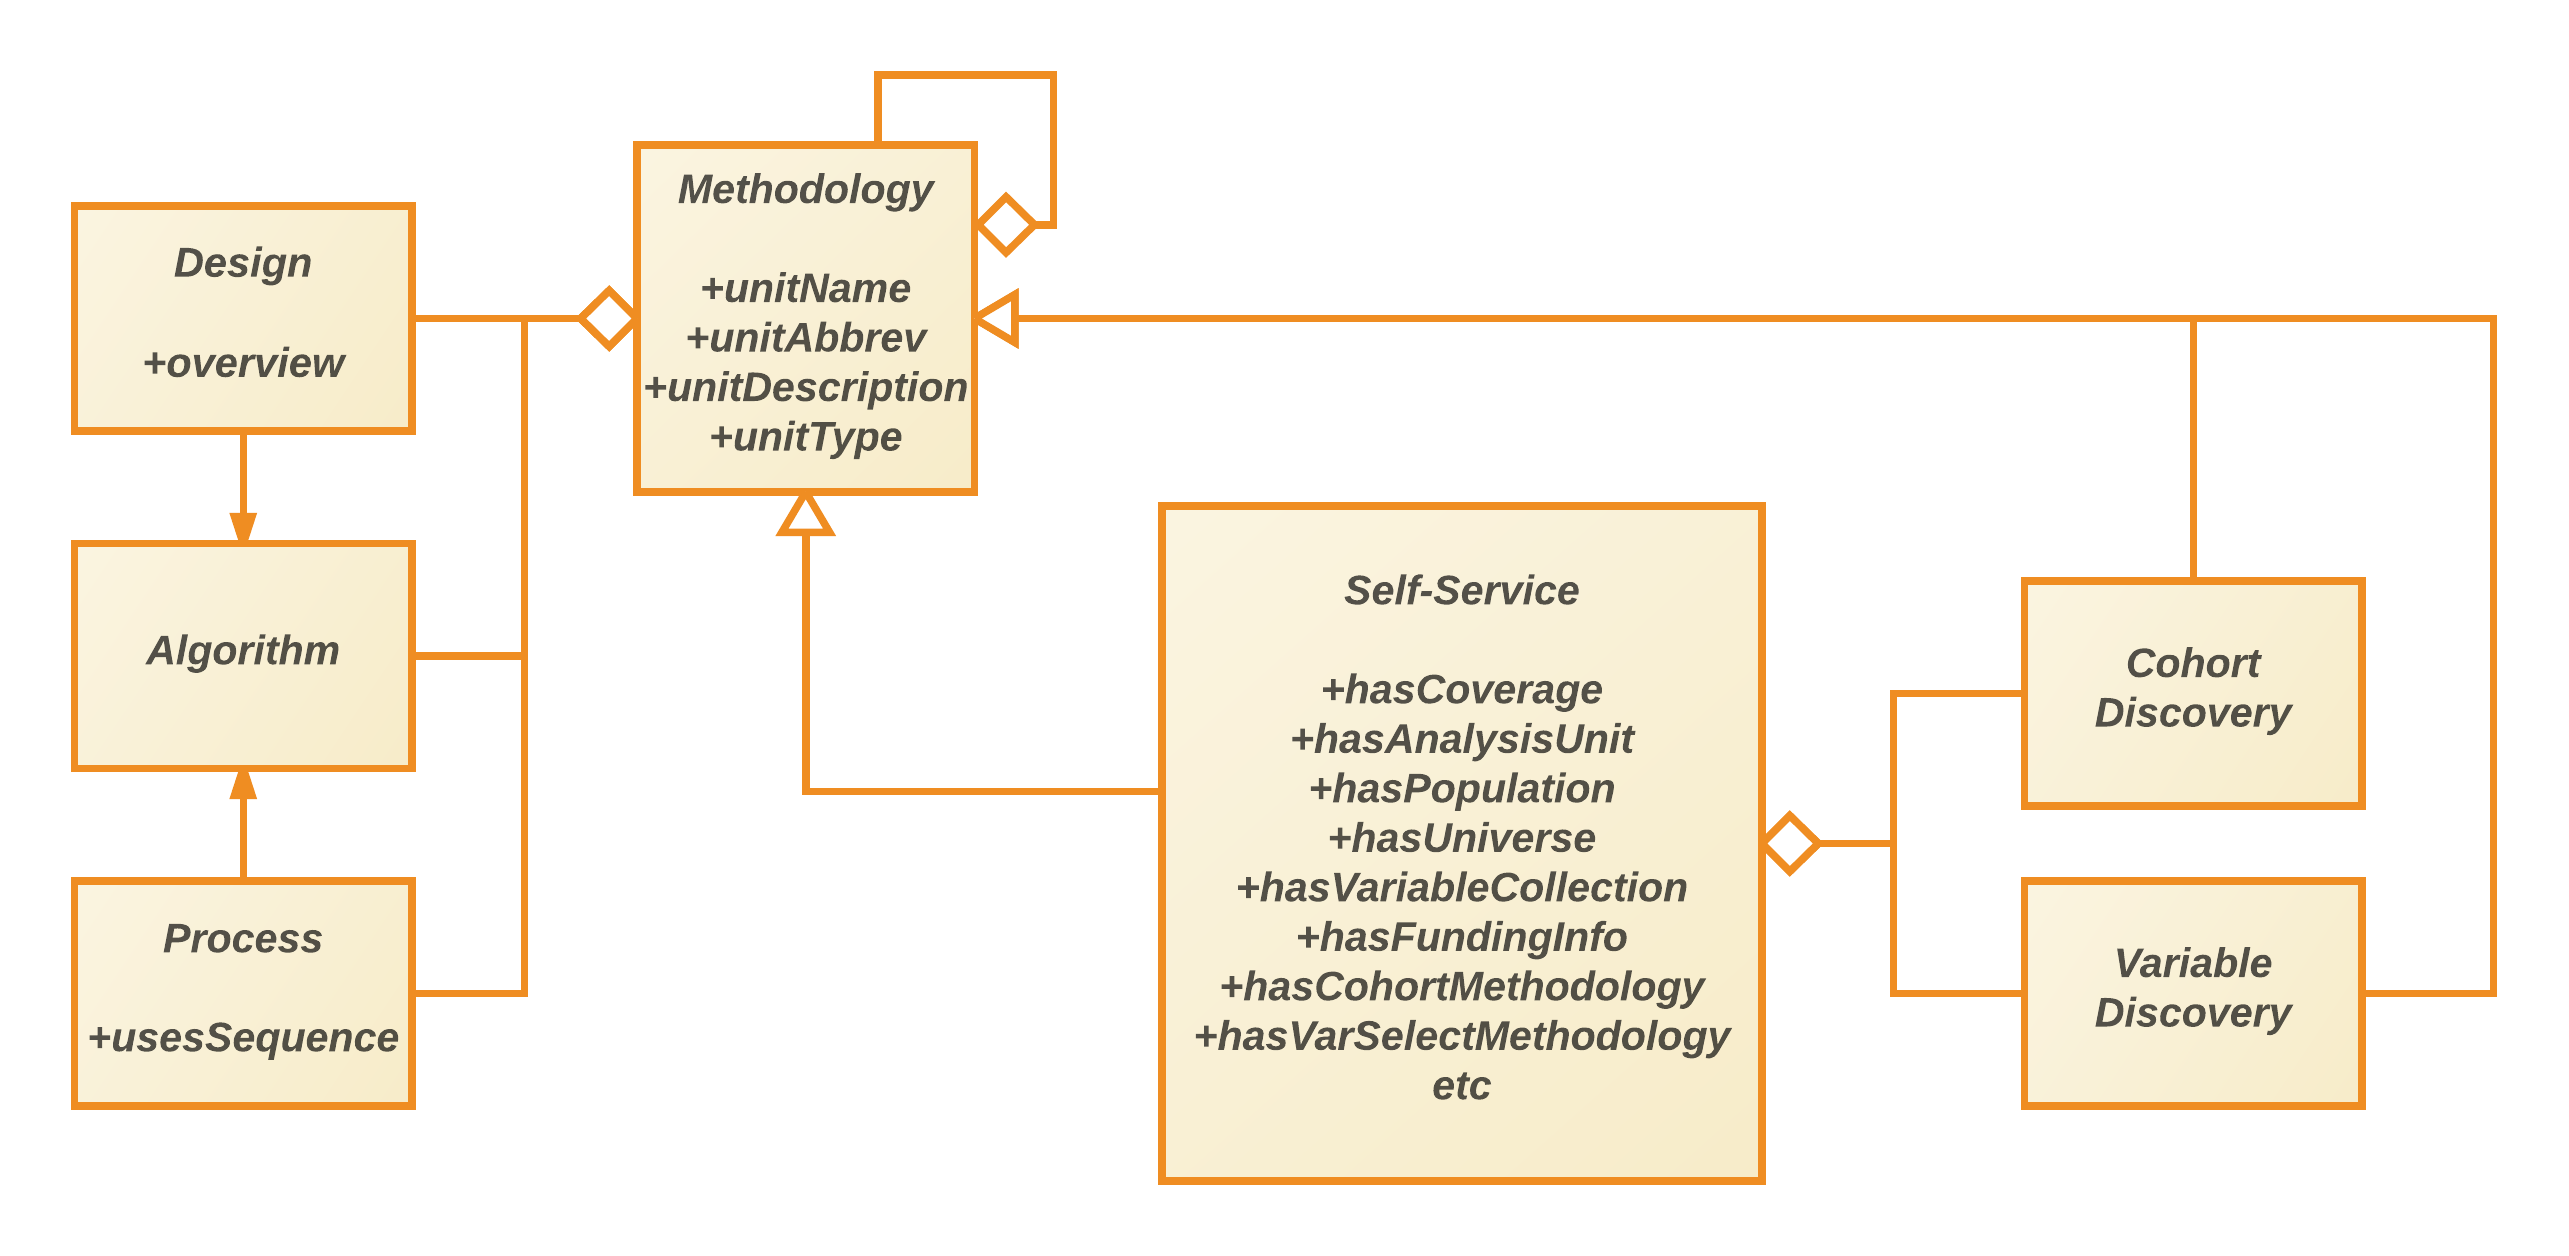 Methodology
+unitName
+unitAbbrev
+unitDescription
+unitType
Design
+overview
Algorithm
Process
+usesSequence
Self-Service
+hasCoverage
+hasAnalysisUnit
+hasPopulation
+hasUniverse
+hasVariableCollection
+hasFundingInfo
+hasCohortMethodology
+hasVarSelectMethodology
etc
Cohort
Discovery
Variable
Discovery